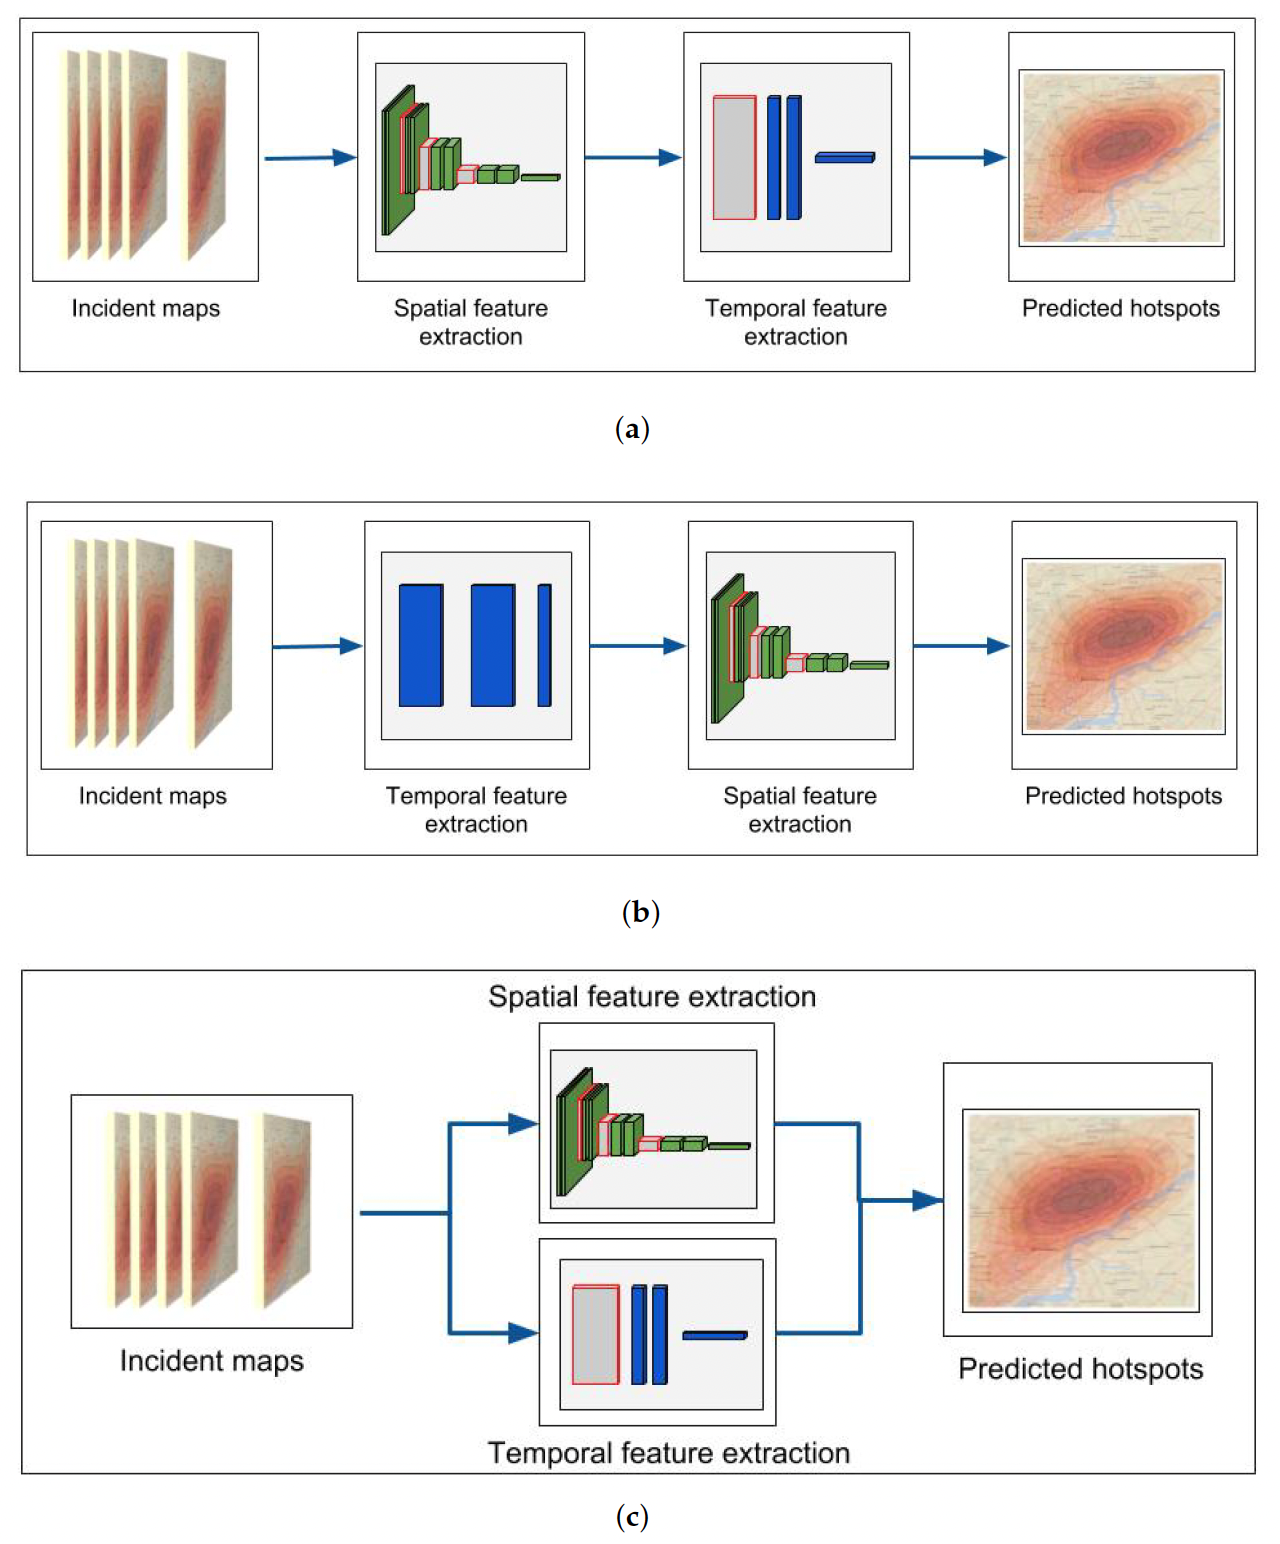 Incident maps
Spatial feature
extraction
Temporal feature
extraction
Predicted hotspots
(a)
Incident maps
Temporal feature
extraction
Spatial feature
extraction
Predicted hotspots
(b)
Spatial feature extraction
Incident maps
Predicted hotspots
Temporal feature extraction
(c)